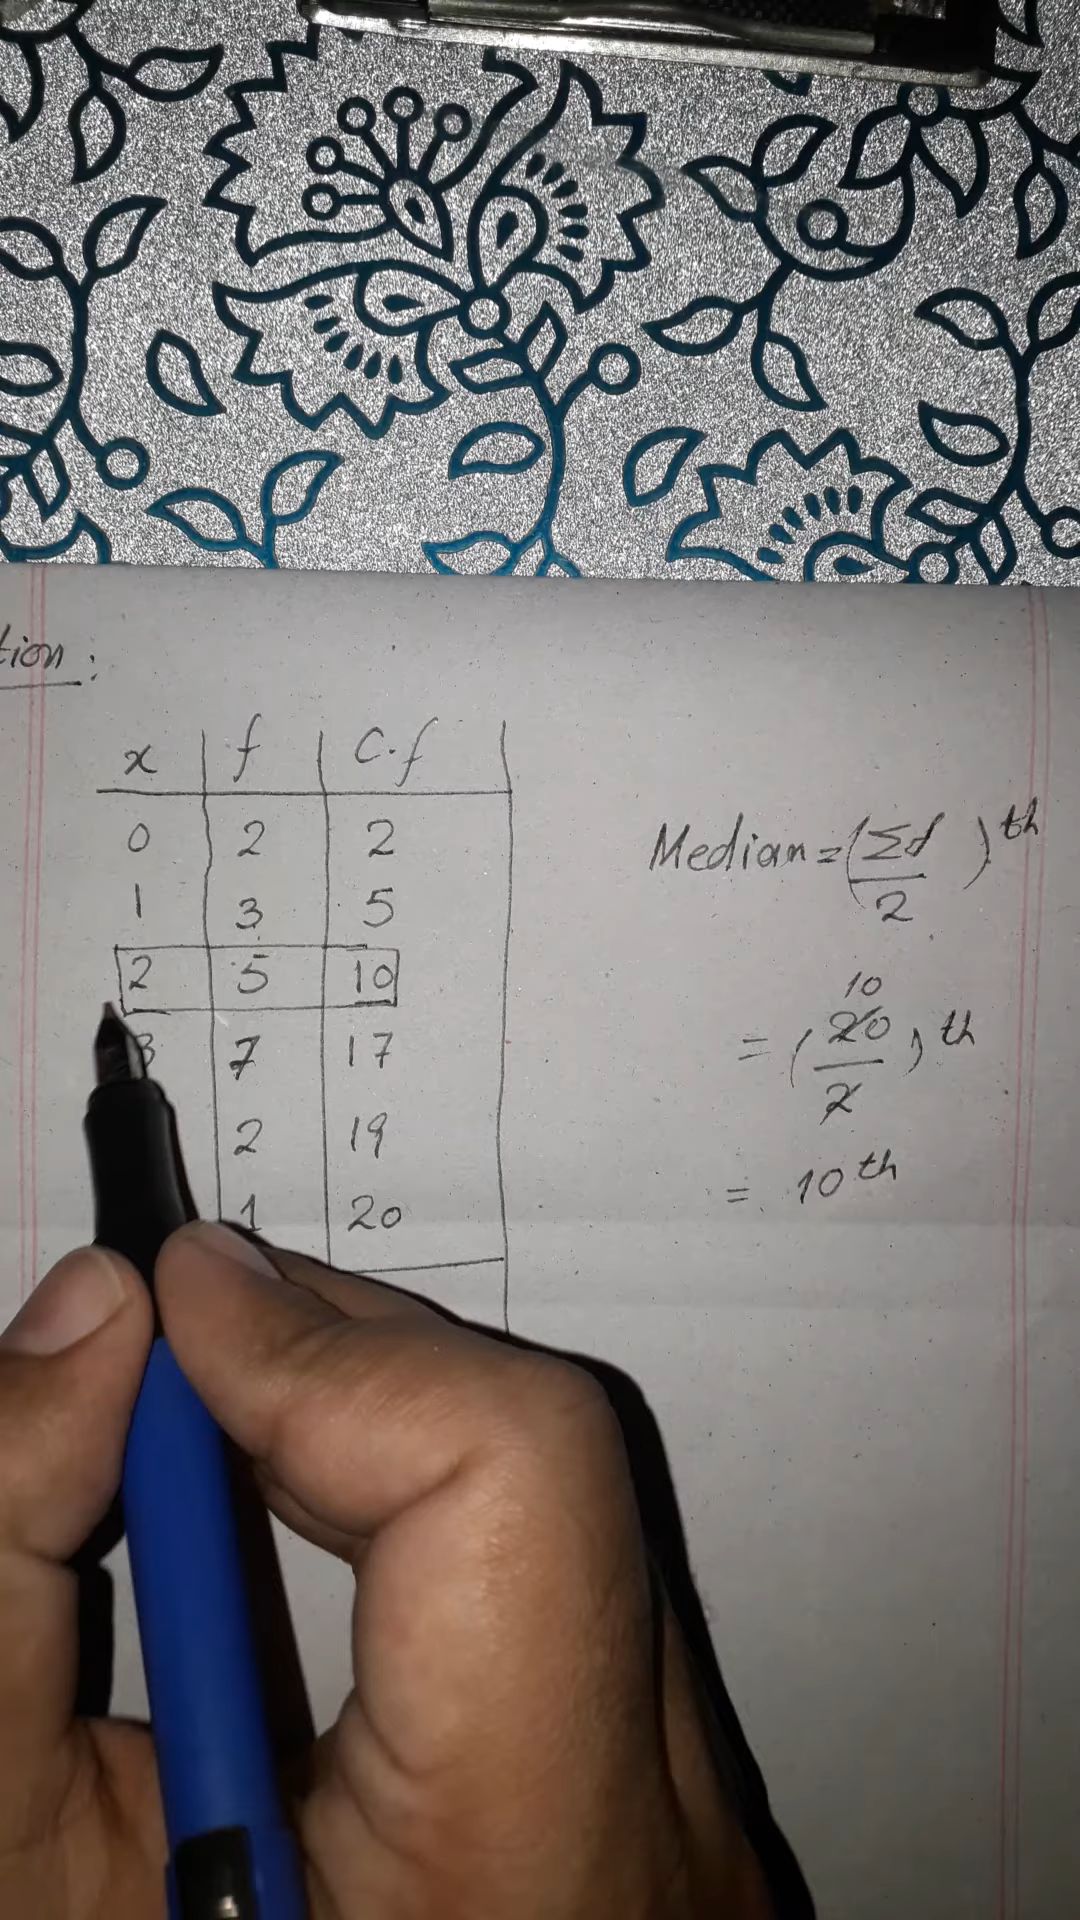 tion:
x f C.f
0 2 2
1 3 5
2 5 10
3 7 17
2 19
1 20
Median = (Σf/2)th
10
= (20/2)th
= 10th